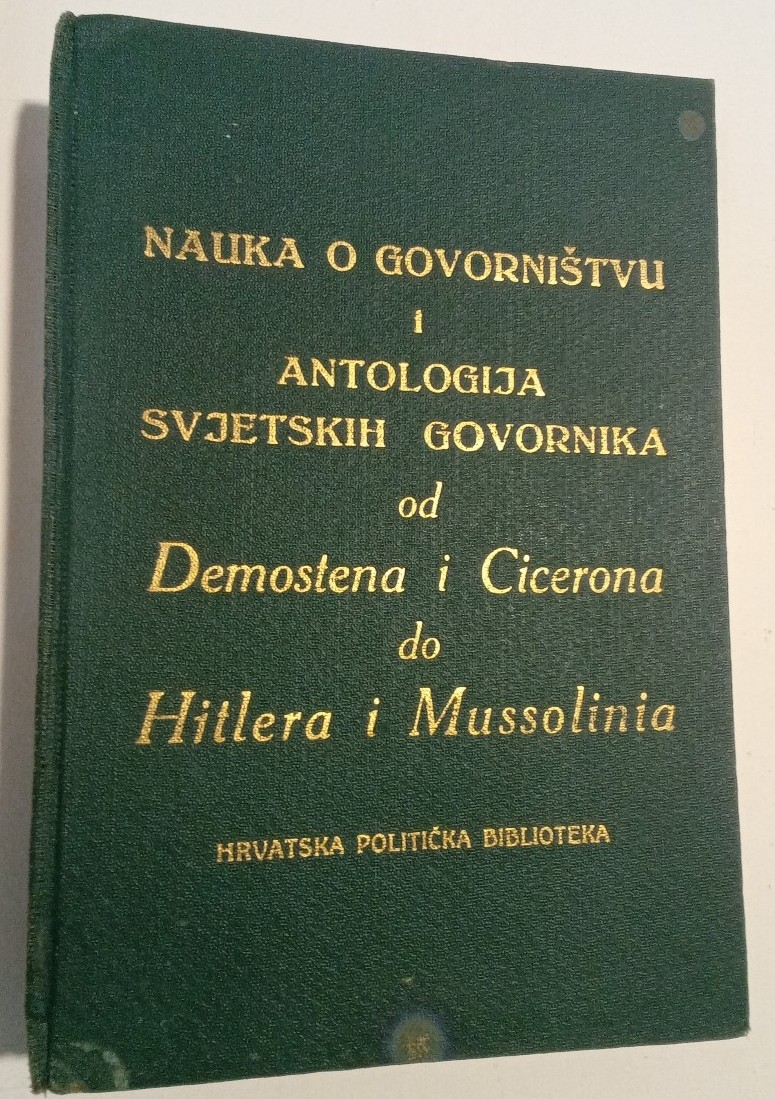 NAUKA O GOVORNIŠTVU
i
ANTOLOGIJA
SVJETSKIH GOVORNIKA
od
Demostena i Cicerona
do
Hitlera i Mussolinia
HRVATSKA POLITIČKA BIBLIOTEKA